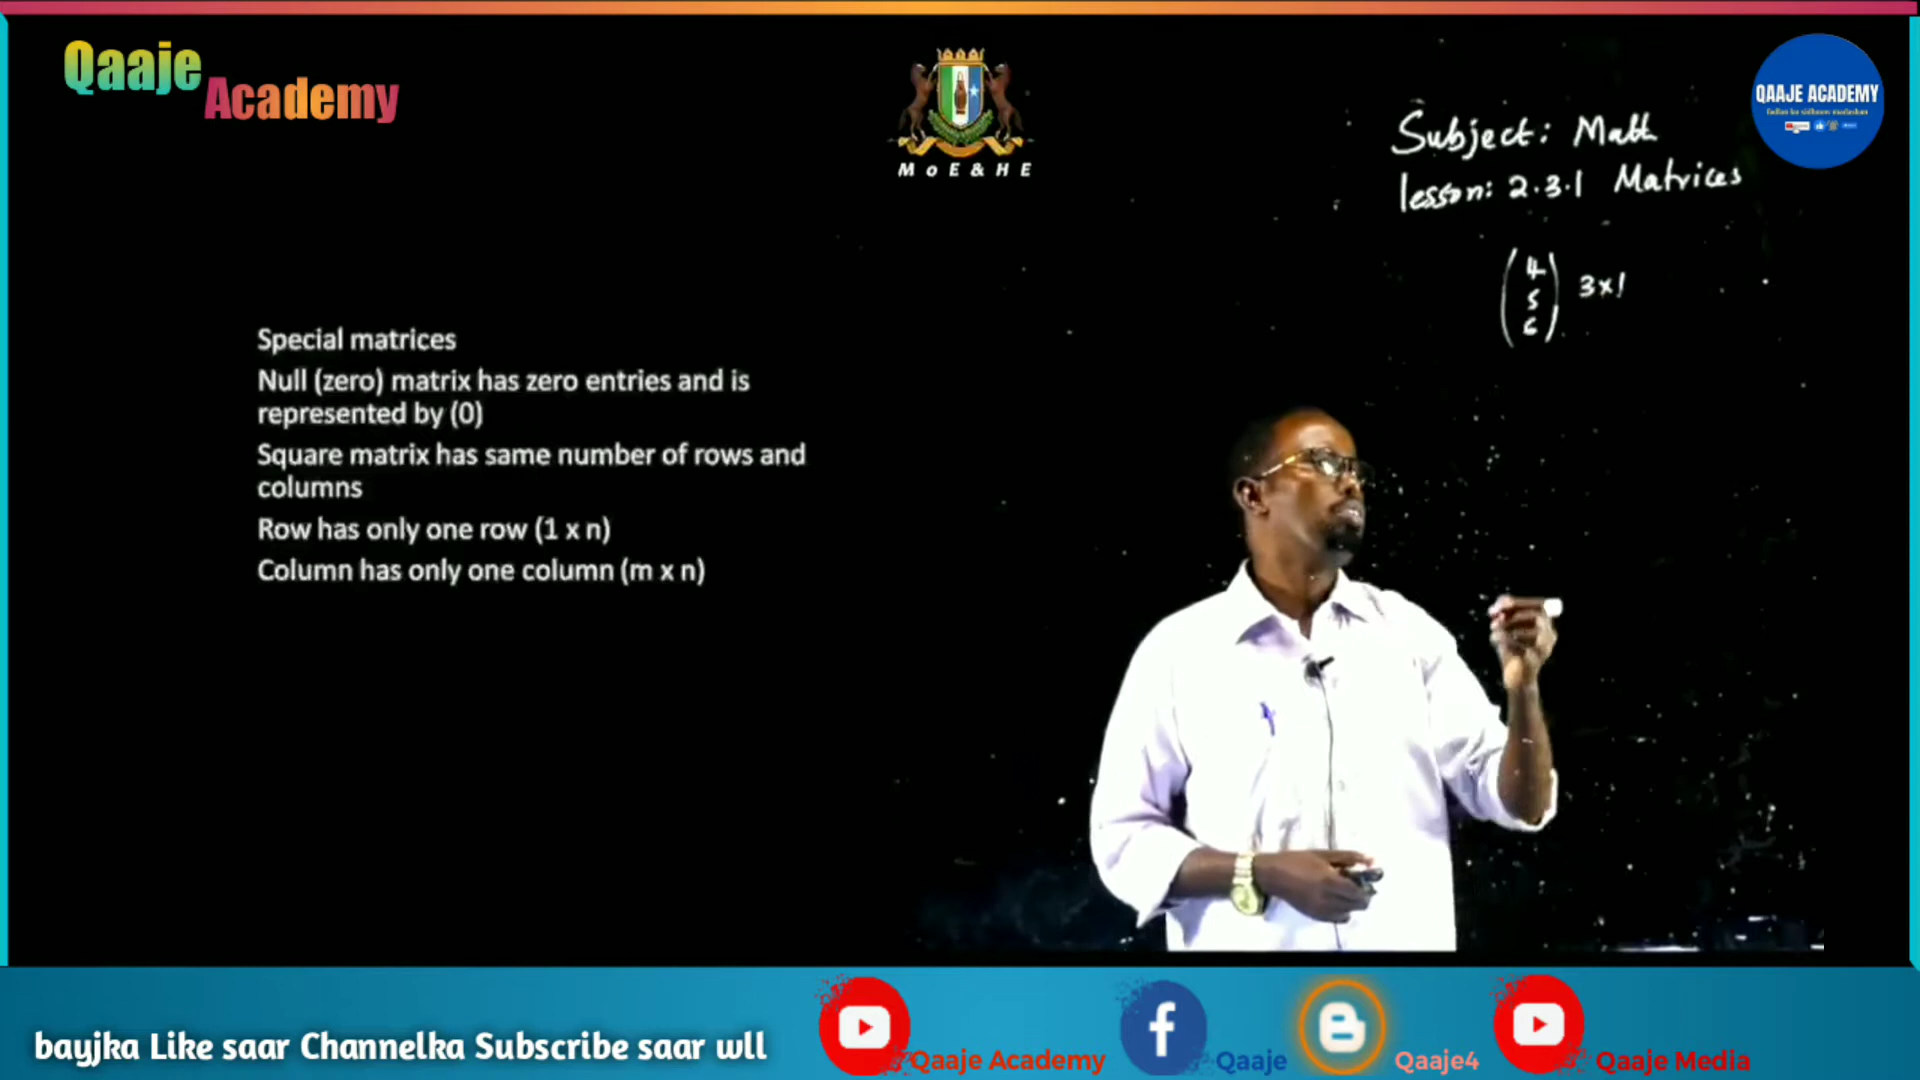 Qaaje
Academy
M o E & H E
QAAJE ACADEMY
Subject: Math
lesson: 2.3.1 Matrices
4
5
6
3x1
Special matrices
Null (zero) matrix has zero entries and is
represented by (0)
Square matrix has same number of rows and
columns
Row has only one row (1 x n)
Column has only one column (m x n)
bayjka Like saar Channelka Subscribe saar wll
Qaaje Academy
Qaaje
Qaaje4
Qaaje Media